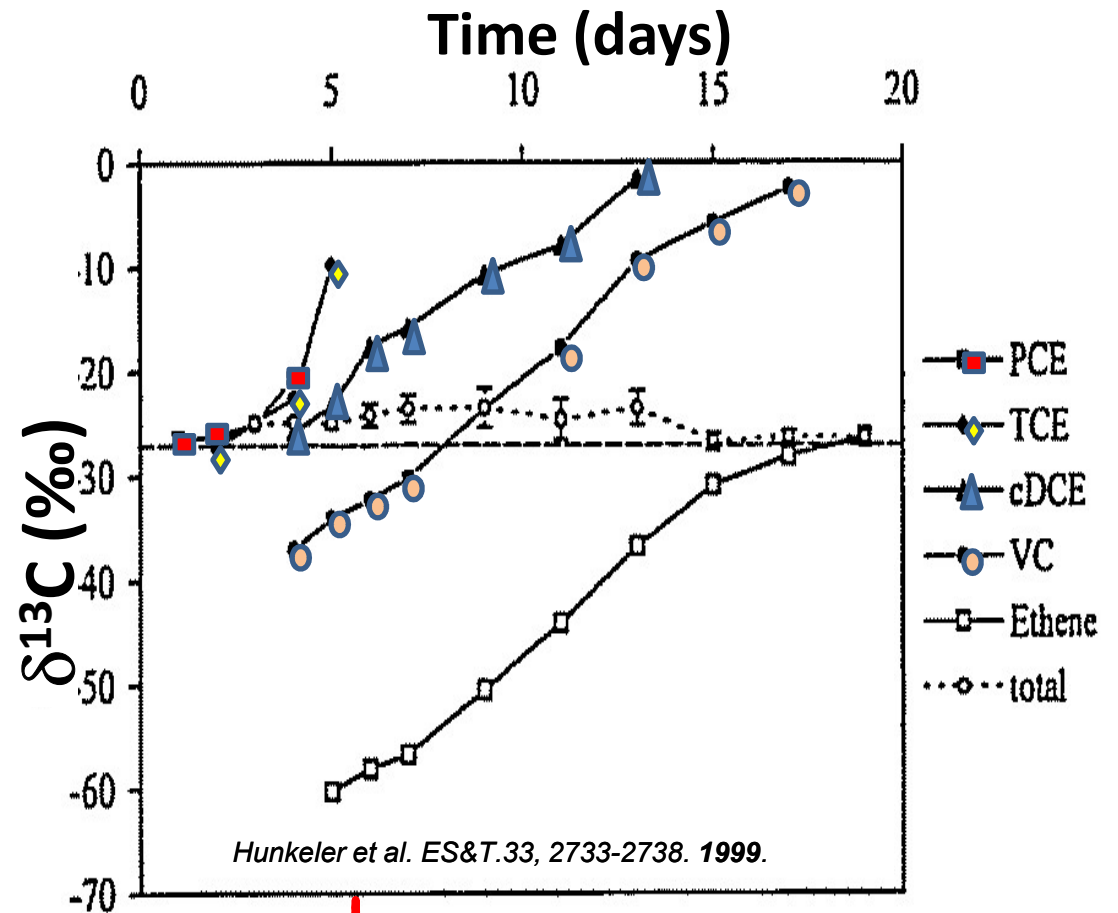 Time (days)
0 5 10 15 20
0
-10
-20
-30
-40
-50
-60
-70
δ¹³C (‰)
PCE
TCE
cDCE
VC
Ethene
total
Hunkeler et al. ES&T.33, 2733-2738. 1999.